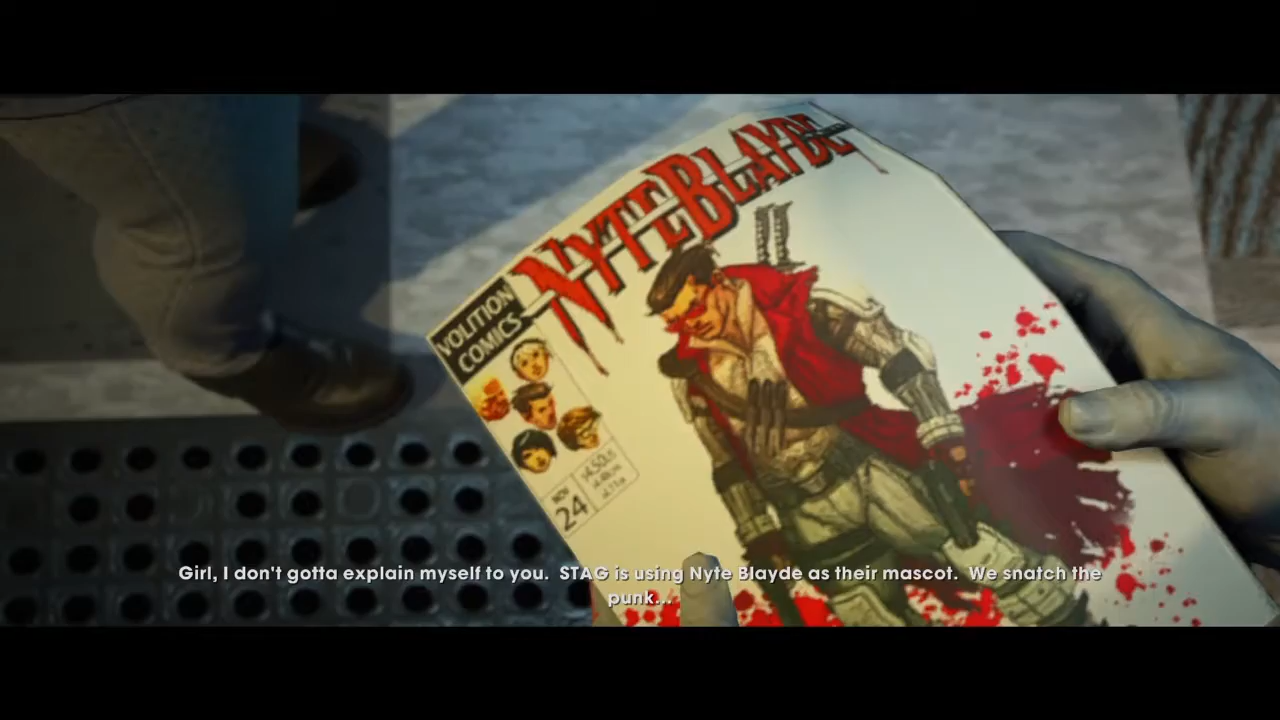 NYTEBLAYDE
VOLITION
COMICS
NOV
24
Girl, I don't gotta explain myself to you.  STAG is using Nyte Blayde as their mascot.  We snatch the
punk...